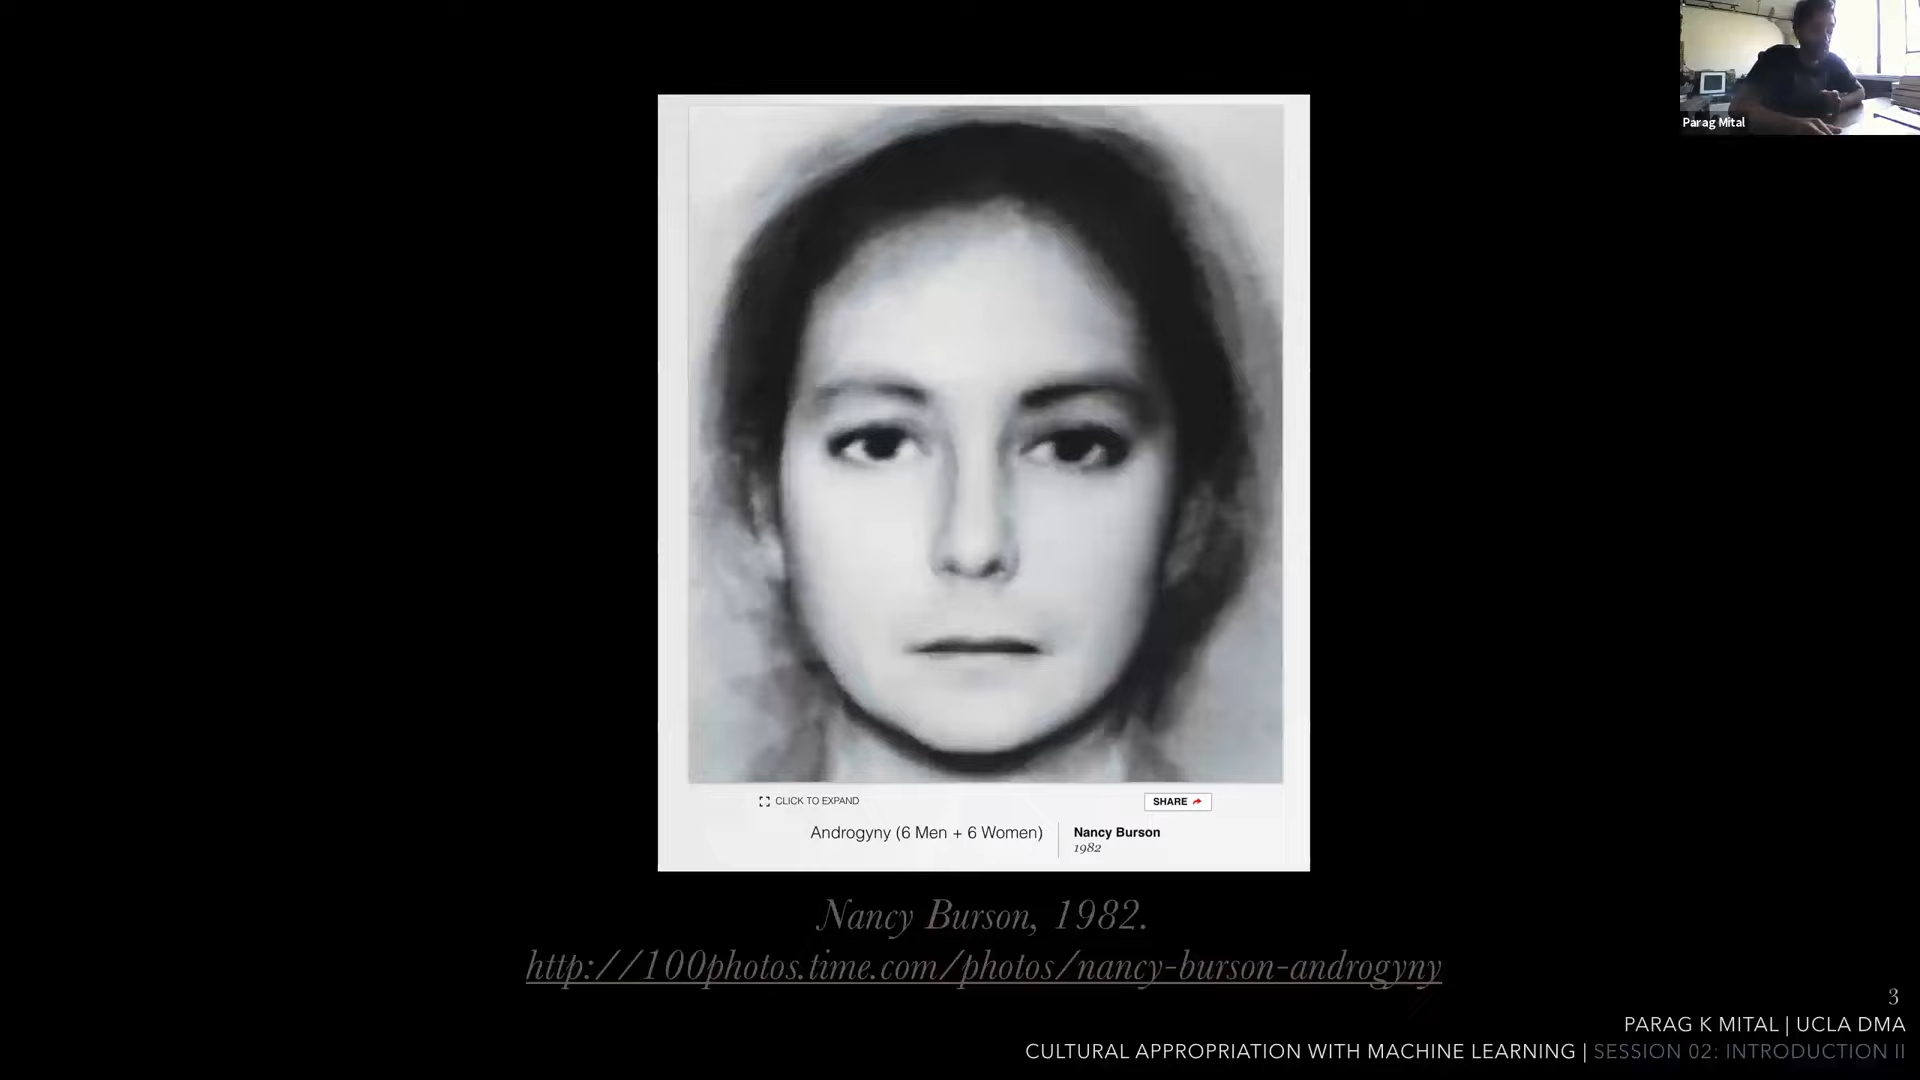 Parag Mital
CLICK TO EXPAND
SHARE
Androgyny (6 Men + 6 Women)
Nancy Burson
1982
Nancy Burson, 1982.
http://100photos.time.com/photos/nancy-burson-androgyny
3
PARAG K MITAL | UCLA DMA
CULTURAL APPROPRIATION WITH MACHINE LEARNING | SESSION 02: INTRODUCTION II